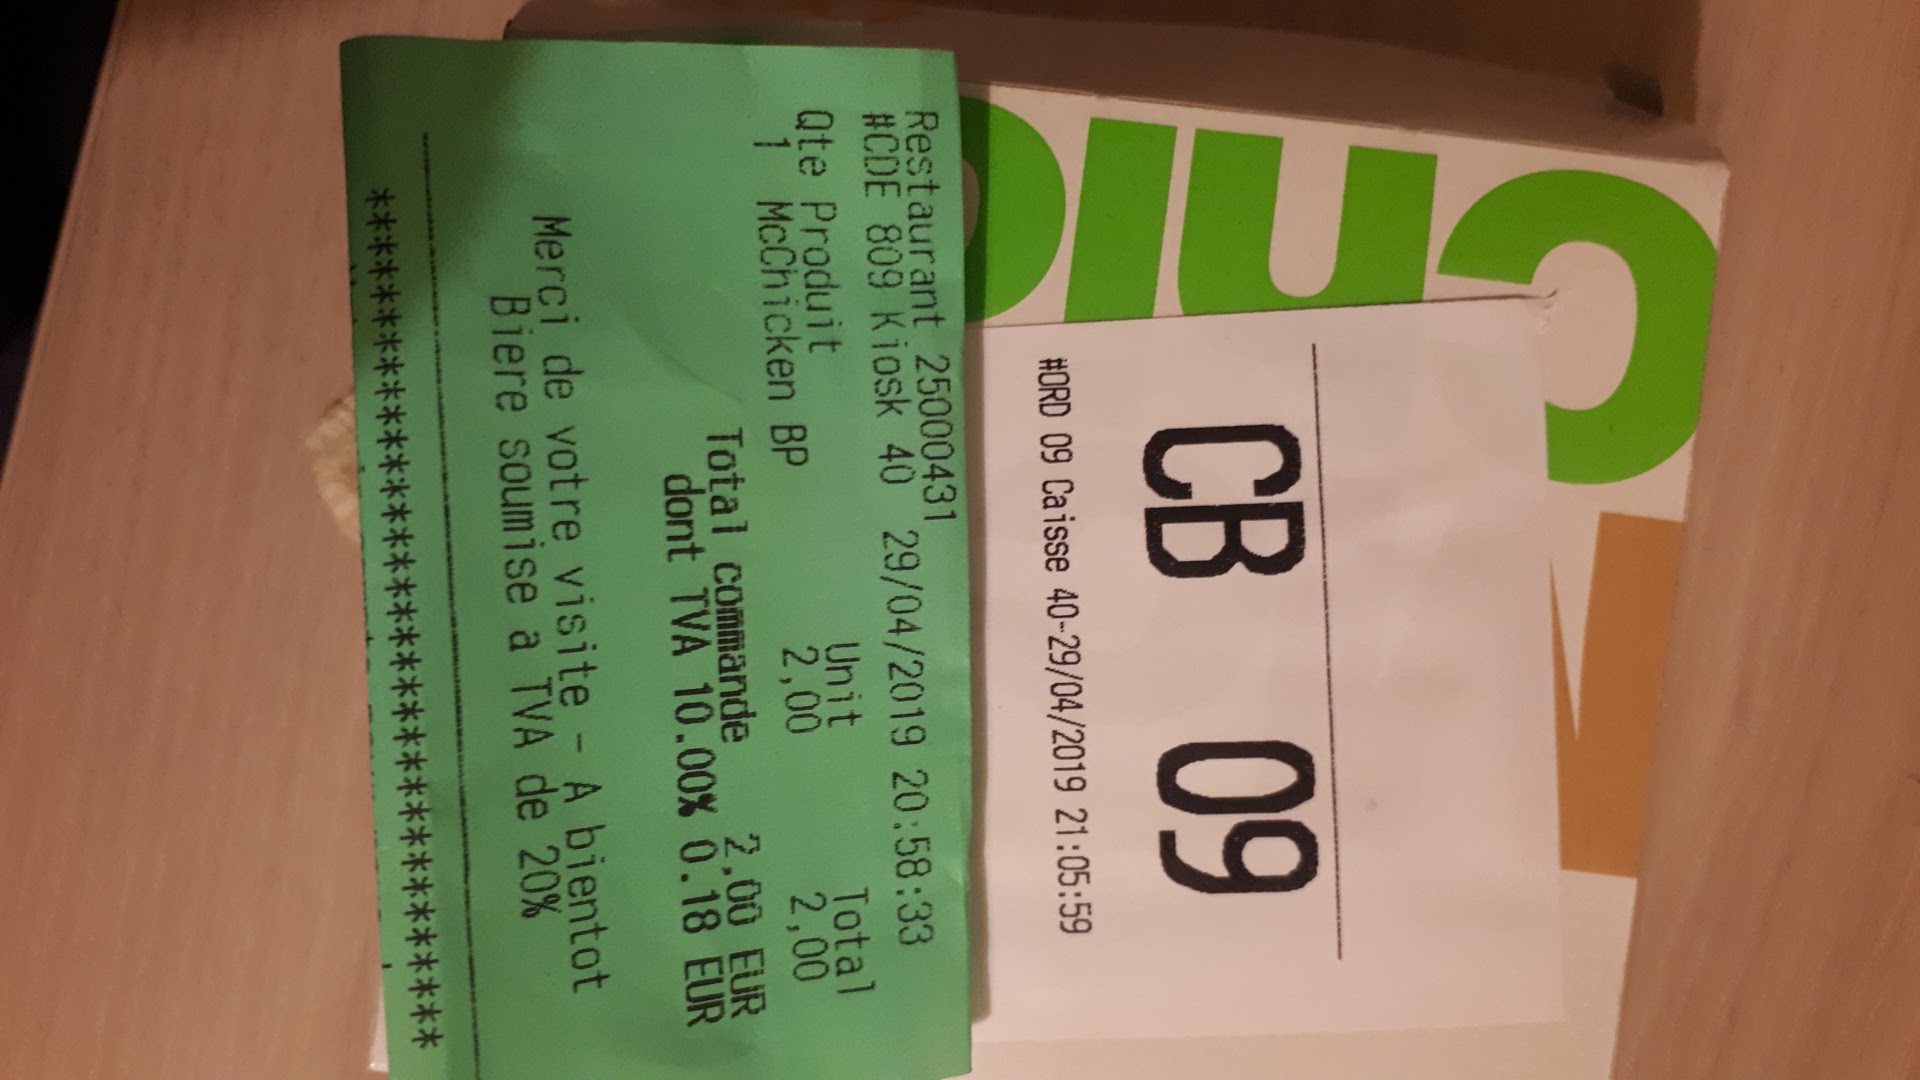 CB 09
#ORD 09 Caisse 40-29/04/2019 21:05:59
Restaurant 25000431
#CDE 809 Kiosk 40 29/04/2019 20:58:33
Qte Produit Unit Total
1 McChicken BP 2,00 2,00
Total commande 2,00 EUR
dont TVA 10.00% 0.18 EUR
Merci de votre visite - A bientot
Biere soumise a TVA de 20%
******************************